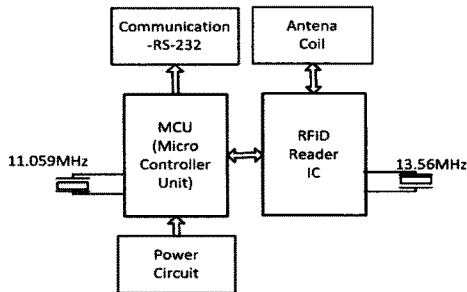 Communication
-RS-232
Antena
Coil
MCU
(Micro
Controller
Unit)
RFiD
Reader
IC
11.059MHz
13.56MHz
Power
Circuit